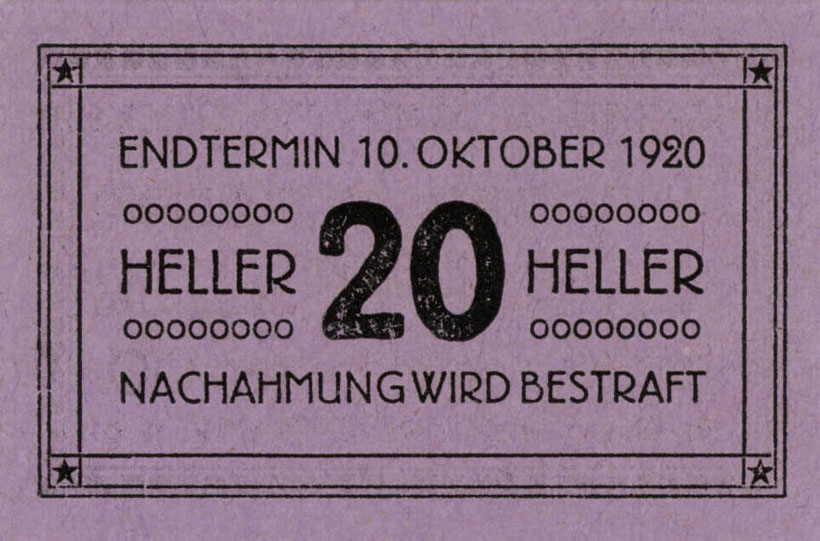 ENDTERMIN 10. OKTOBER 1920
oooooooo oooooooo
HELLER 20 HELLER
oooooooo oooooooo
NACHAHMUNG WIRD BESTRAFT